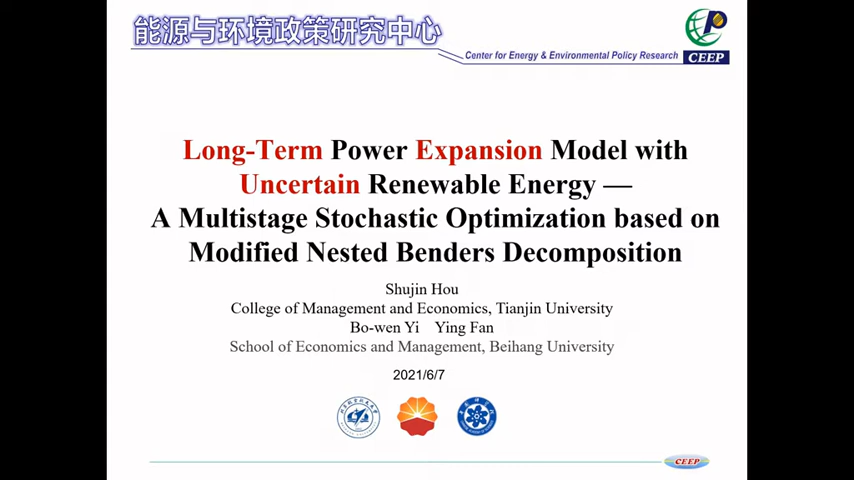 能源与环境政策研究中心
Center for Energy & Environmental Policy Research
CEEP
Long-Term Power Expansion Model with
Uncertain Renewable Energy —
A Multistage Stochastic Optimization based on
Modified Nested Benders Decomposition
Shujin Hou
College of Management and Economics, Tianjin University
Bo-wen Yi Ying Fan
School of Economics and Management, Beihang University
2021/6/7
CEEP